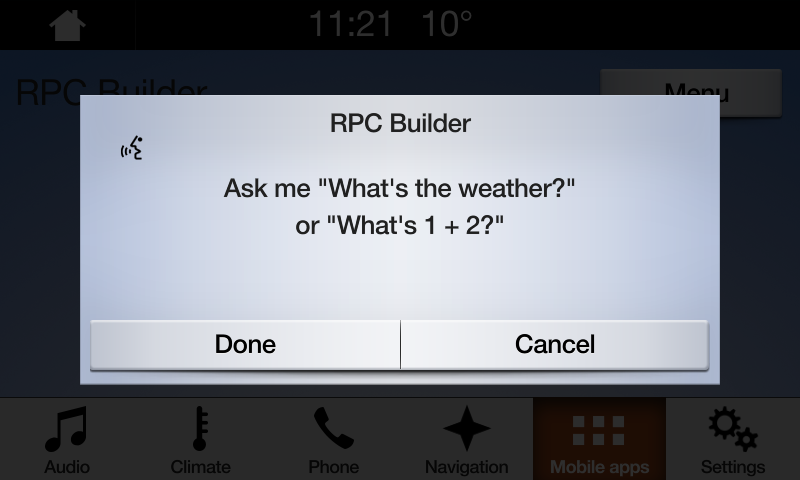 11:21 10°
RPC Builder
Menu
RPC Builder
Ask me "What's the weather?"
or "What's 1 + 2?"
Done Cancel
Audio Climate Phone Navigation Mobile apps Settings